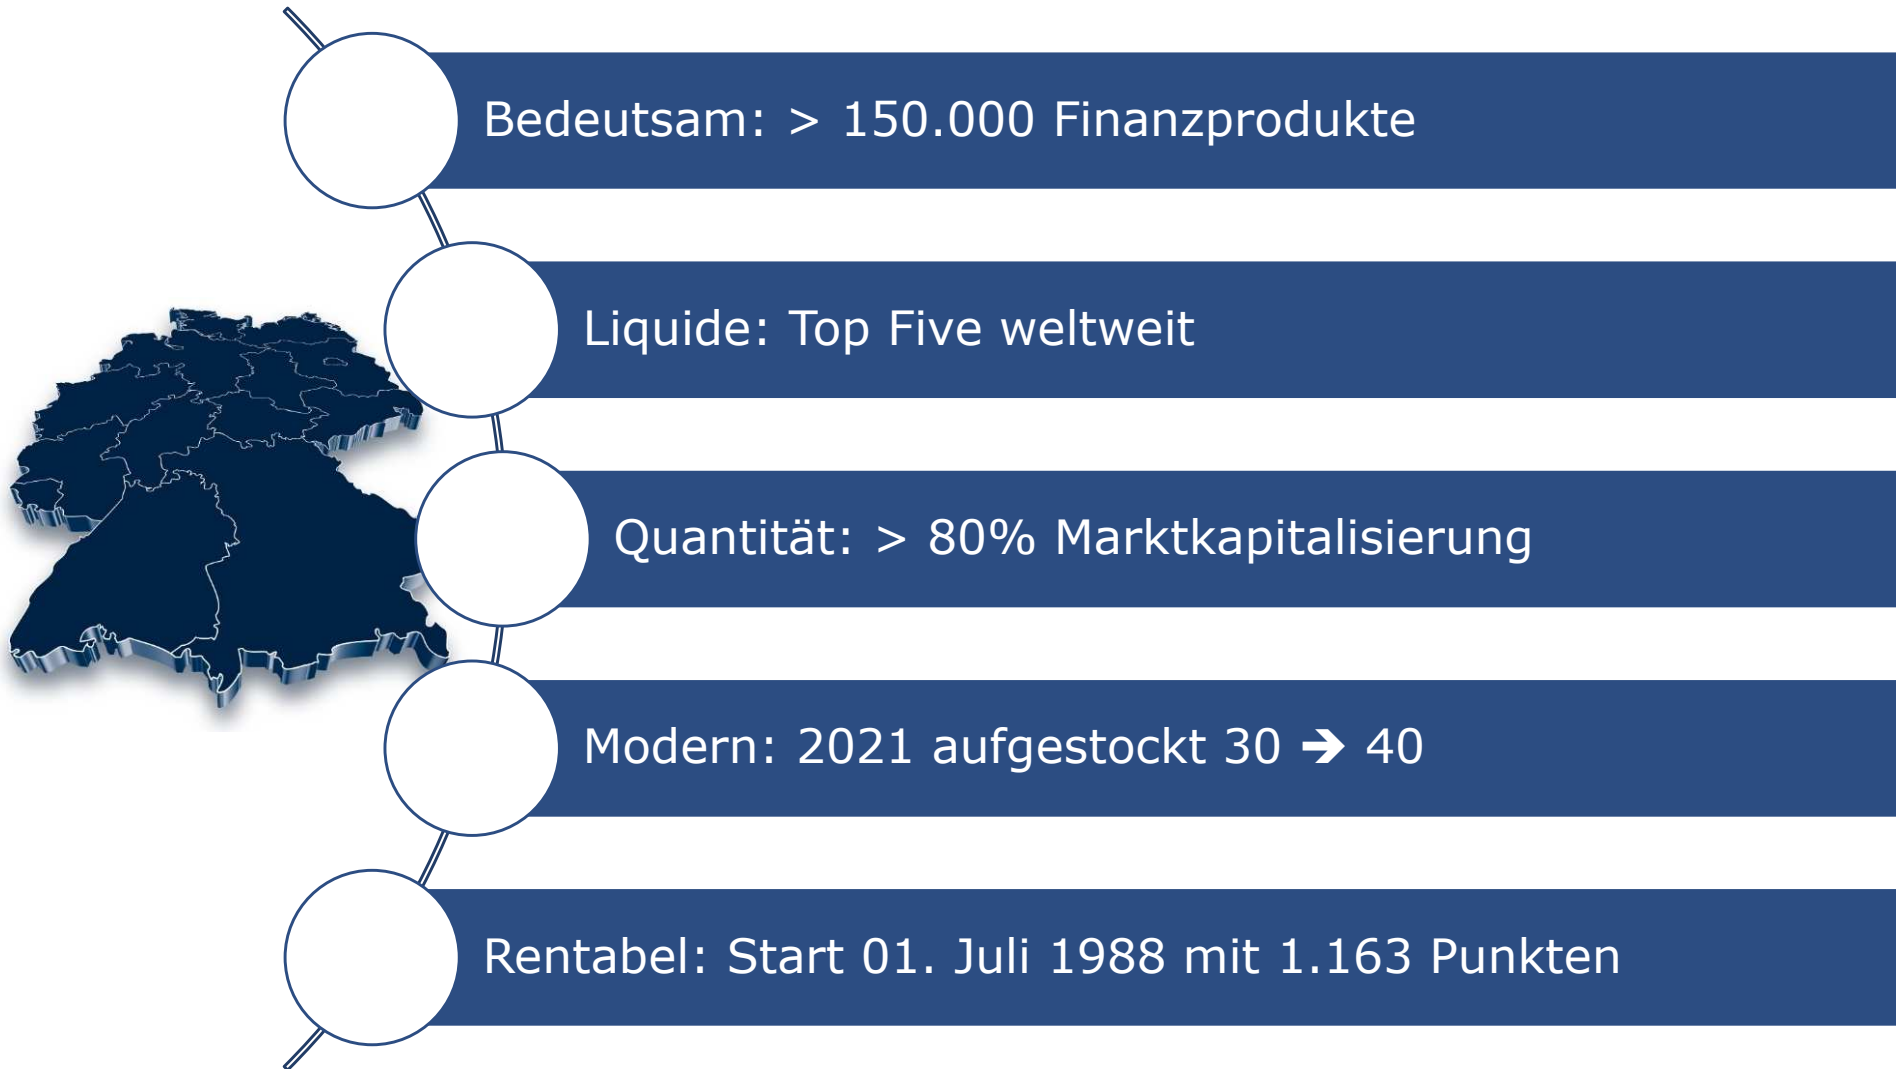 Bedeutsam: > 150.000 Finanzprodukte
Liquide: Top Five weltweit
Quantität: > 80% Marktkapitalisierung
Modern: 2021 aufgestockt 30 ➔ 40
Rentabel: Start 01. Juli 1988 mit 1.163 Punkten